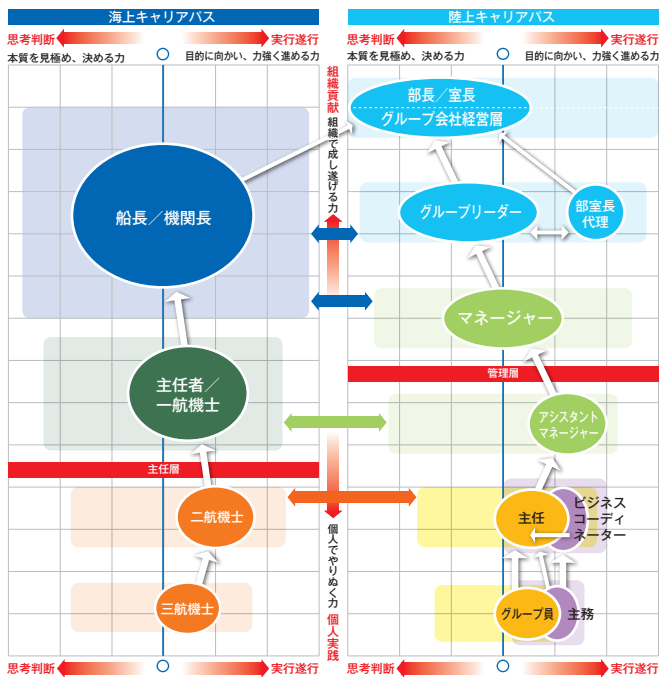 海上キャリアパス
陸上キャリアパス
思考判断
実行遂行
本質を見極め、決める力
目的に向かい、力強く進める力
思考判断
実行遂行
本質を見極め、決める力
目的に向かい、力強く進める力
組織貢献
組織で成し遂げる力
部長／室長
グループ会社経営層
船長／機関長
グループリーダー
部室長
代理
マネージャー
管理層
主任者／
一航機士
アシスタント
マネージャー
主任層
二航機士
主任
ビジネス
コーディ
ネーター
三航機士
グループ員
主務
個人でやりぬく力
個人実践
思考判断
実行遂行
思考判断
実行遂行